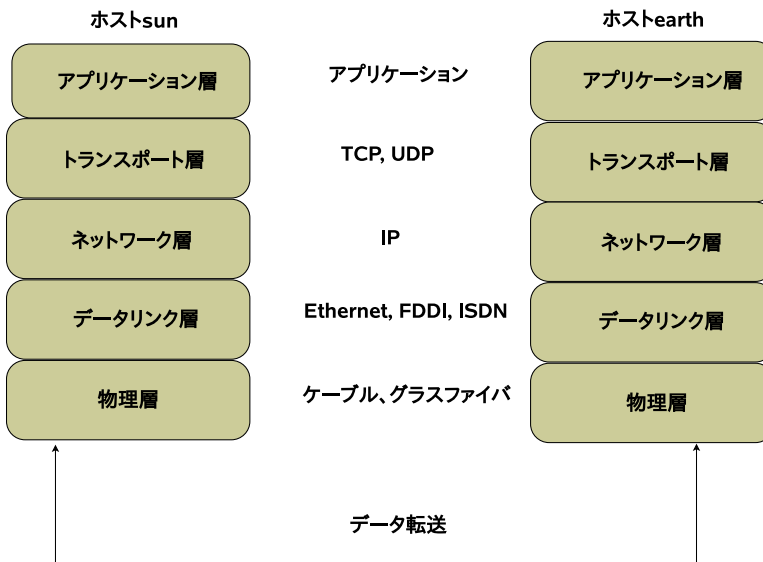 ホストsun
ホストearth
アプリケーション層
アプリケーション
アプリケーション層
トランスポート層
TCP, UDP
トランスポート層
ネットワーク層
IP
ネットワーク層
データリンク層
Ethernet, FDDI, ISDN
データリンク層
物理層
ケーブル、グラスファイバ
物理層
データ転送